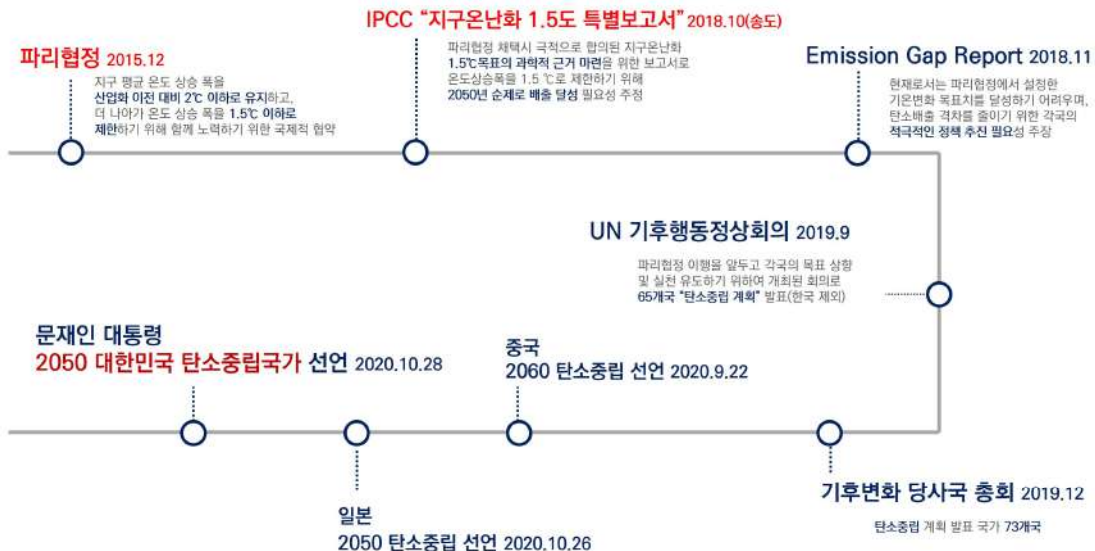 파리협정 2015.12
지구 평균 온도 상승 폭을
산업화 이전 대비 2℃ 이하로 유지하고,
더 나아가 온도 상승 폭을 1.5℃ 이하로
제한하기 위해 함께 노력하기 위한 국제적 협약
IPCC “지구온난화 1.5도 특별보고서” 2018.10(송도)
파리협정 채택시 극적으로 합의된 지구온난화
1.5℃목표의 과학적 근거 마련을 위한 보고서로
온도상승폭을 1.5 ℃로 제한하기 위해
2050년 순제로 배출 달성 필요성 주정
Emission Gap Report 2018.11
현재로서는 파리협정에서 설정한
기온변화 목표치를 달성하기 어려우며,
탄소배출 격차를 줄이기 위한 각국의
적극적인 정책 추진 필요성 주장
UN 기후행동정상회의 2019.9
파리협정 이행을 앞두고 각국의 목표 상향
및 실천 유도하기 위하여 개최된 회의로
65개국 “탄소중립 계획” 발표(한국 제외)
기후변화 당사국 총회 2019.12
탄소중립 계획 발표 국가 73개국
중국
2060 탄소중립 선언 2020.9.22
일본
2050 탄소중립 선언 2020.10.26
문재인 대통령
2050 대한민국 탄소중립국가 선언 2020.10.28